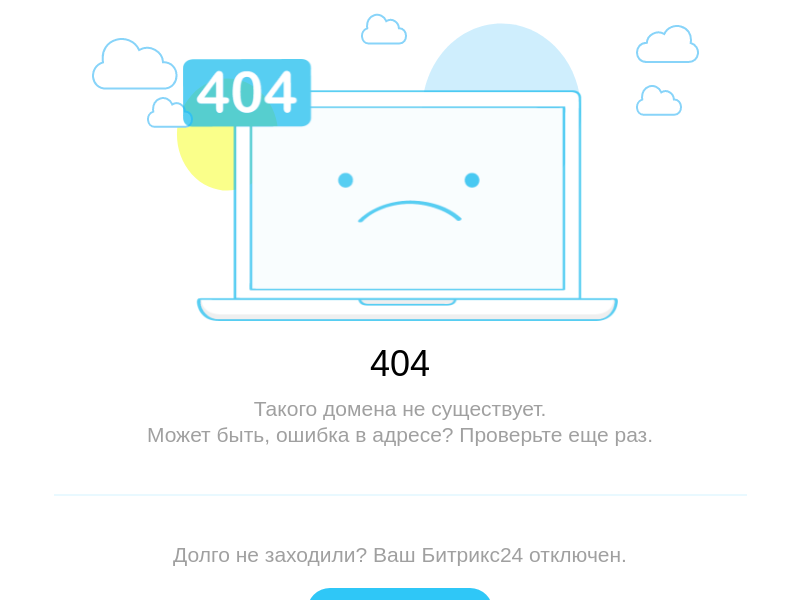 404
404
Такого домена не существует.
Может быть, ошибка в адресе? Проверьте еще раз.
Долго не заходили? Ваш Битрикс24 отключен.